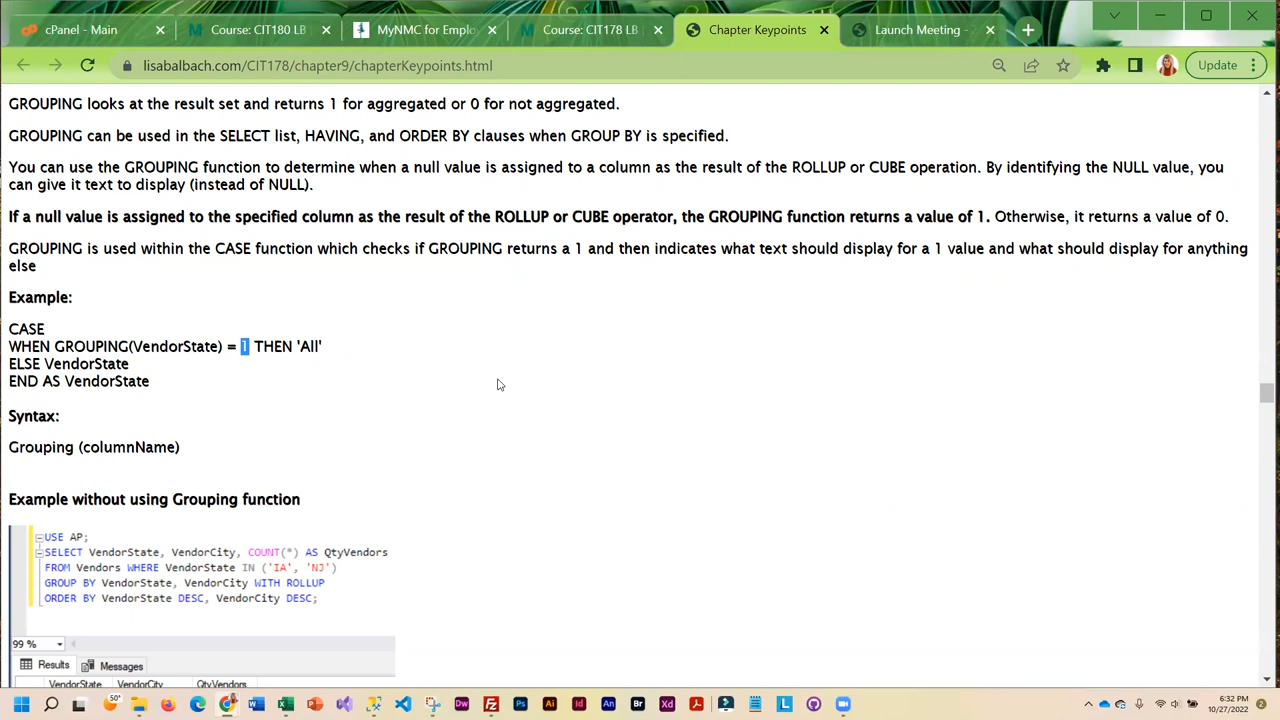 cPanel - Main
Course: CIT180 LB
MyNMC for Emplo
Course: CIT178 LB
Chapter Keypoints
Launch Meeting -
lisabalbach.com/CIT178/chapter9/chapterKeypoints.html
Update
GROUPING looks at the result set and returns 1 for aggregated or 0 for not aggregated.
GROUPING can be used in the SELECT list, HAVING, and ORDER BY clauses when GROUP BY is specified.
You can use the GROUPING function to determine when a null value is assigned to a column as the result of the ROLLUP or CUBE operation. By identifying the NULL value, you
can give it text to display (instead of NULL).
If a null value is assigned to the specified column as the result of the ROLLUP or CUBE operator, the GROUPING function returns a value of 1. Otherwise, it returns a value of 0.
GROUPING is used within the CASE function which checks if GROUPING returns a 1 and then indicates what text should display for a 1 value and what should display for anything
else
Example:
CASE
WHEN GROUPING(VendorState) = 1 THEN 'All'
ELSE VendorState
END AS VendorState
Syntax:
Grouping (columnName)
Example without using Grouping function
USE AP;
SELECT VendorState, VendorCity, COUNT(*) AS QtyVendors
FROM Vendors WHERE VendorState IN ('IA', 'NJ')
GROUP BY VendorState, VendorCity WITH ROLLUP
ORDER BY VendorState DESC, VendorCity DESC;
99 %
Results Messages
VendorState VendorCity QtyVendors
50°
Dw Fz Ps Ai Id An Br Xd L
6:32 PM
10/27/2022
2